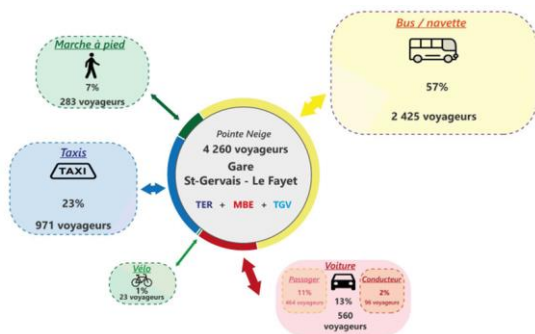 Marche à pied
7%
283 voyageurs
Bus / navette
57%
2 425 voyageurs
Pointe Neige
4 260 voyageurs
Gare
St-Gervais - Le Fayet
TER + MBE + TGV
Taxis
TAXI
23%
971 voyageurs
Vélo
1%
23 voyageurs
Voiture
Passager
11%
464 voyageurs
13%
560
voyageurs
Conducteur
2%
96 voyageurs